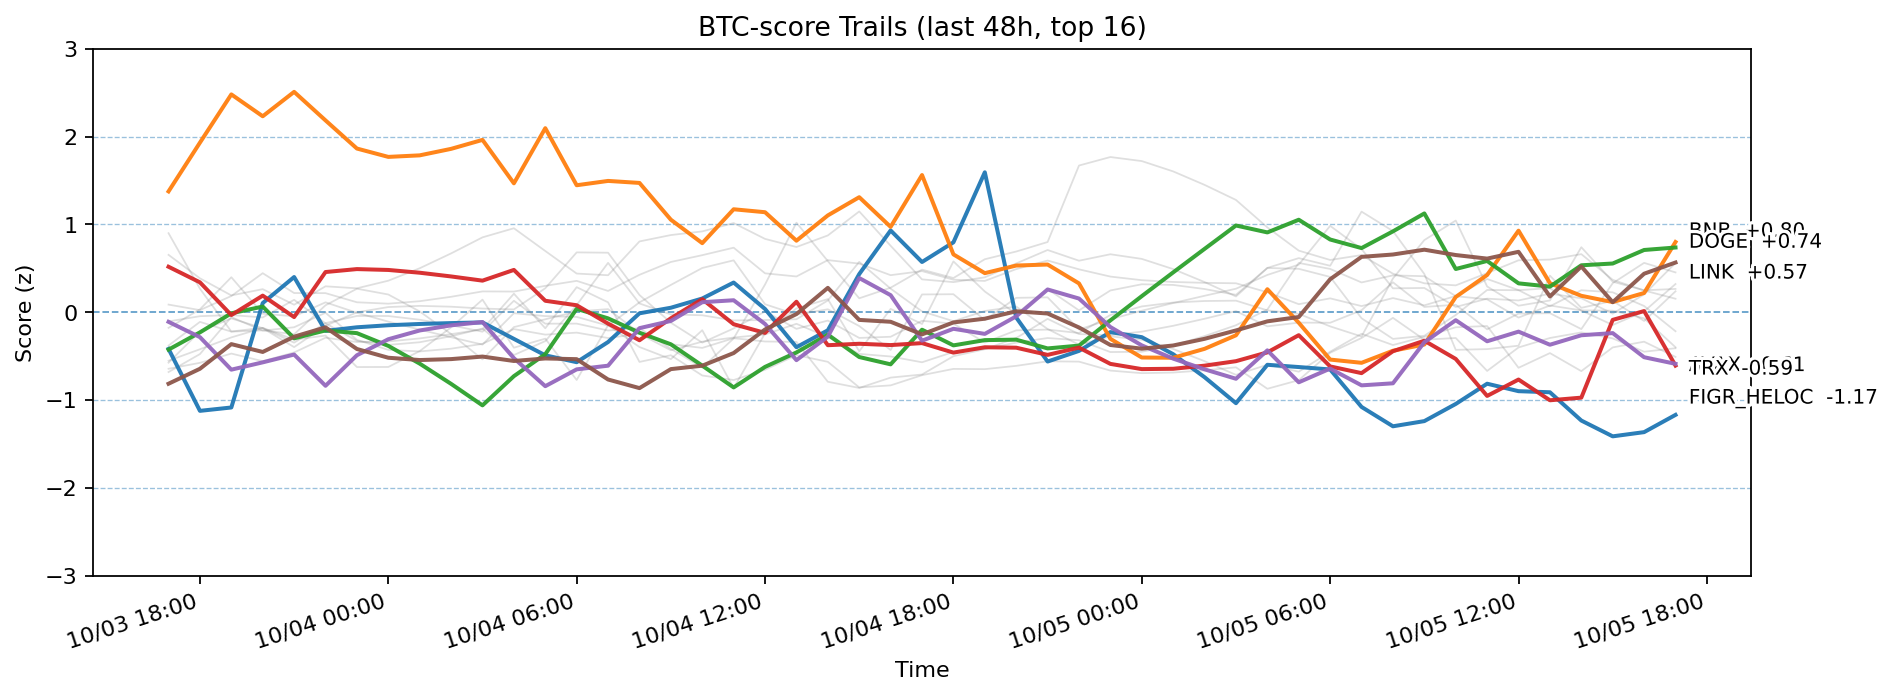 BTC-score Trails (last 48h, top 16)
Score (z)
3
2
1
0
−1
−2
−3
BNB +0.80
DOGE +0.74
LINK +0.57
TRX -0.59
FIGR_HELOC -1.17
10/03 18:00
10/04 00:00
10/04 06:00
10/04 12:00
10/04 18:00
10/05 00:00
10/05 06:00
10/05 12:00
10/05 18:00
Time